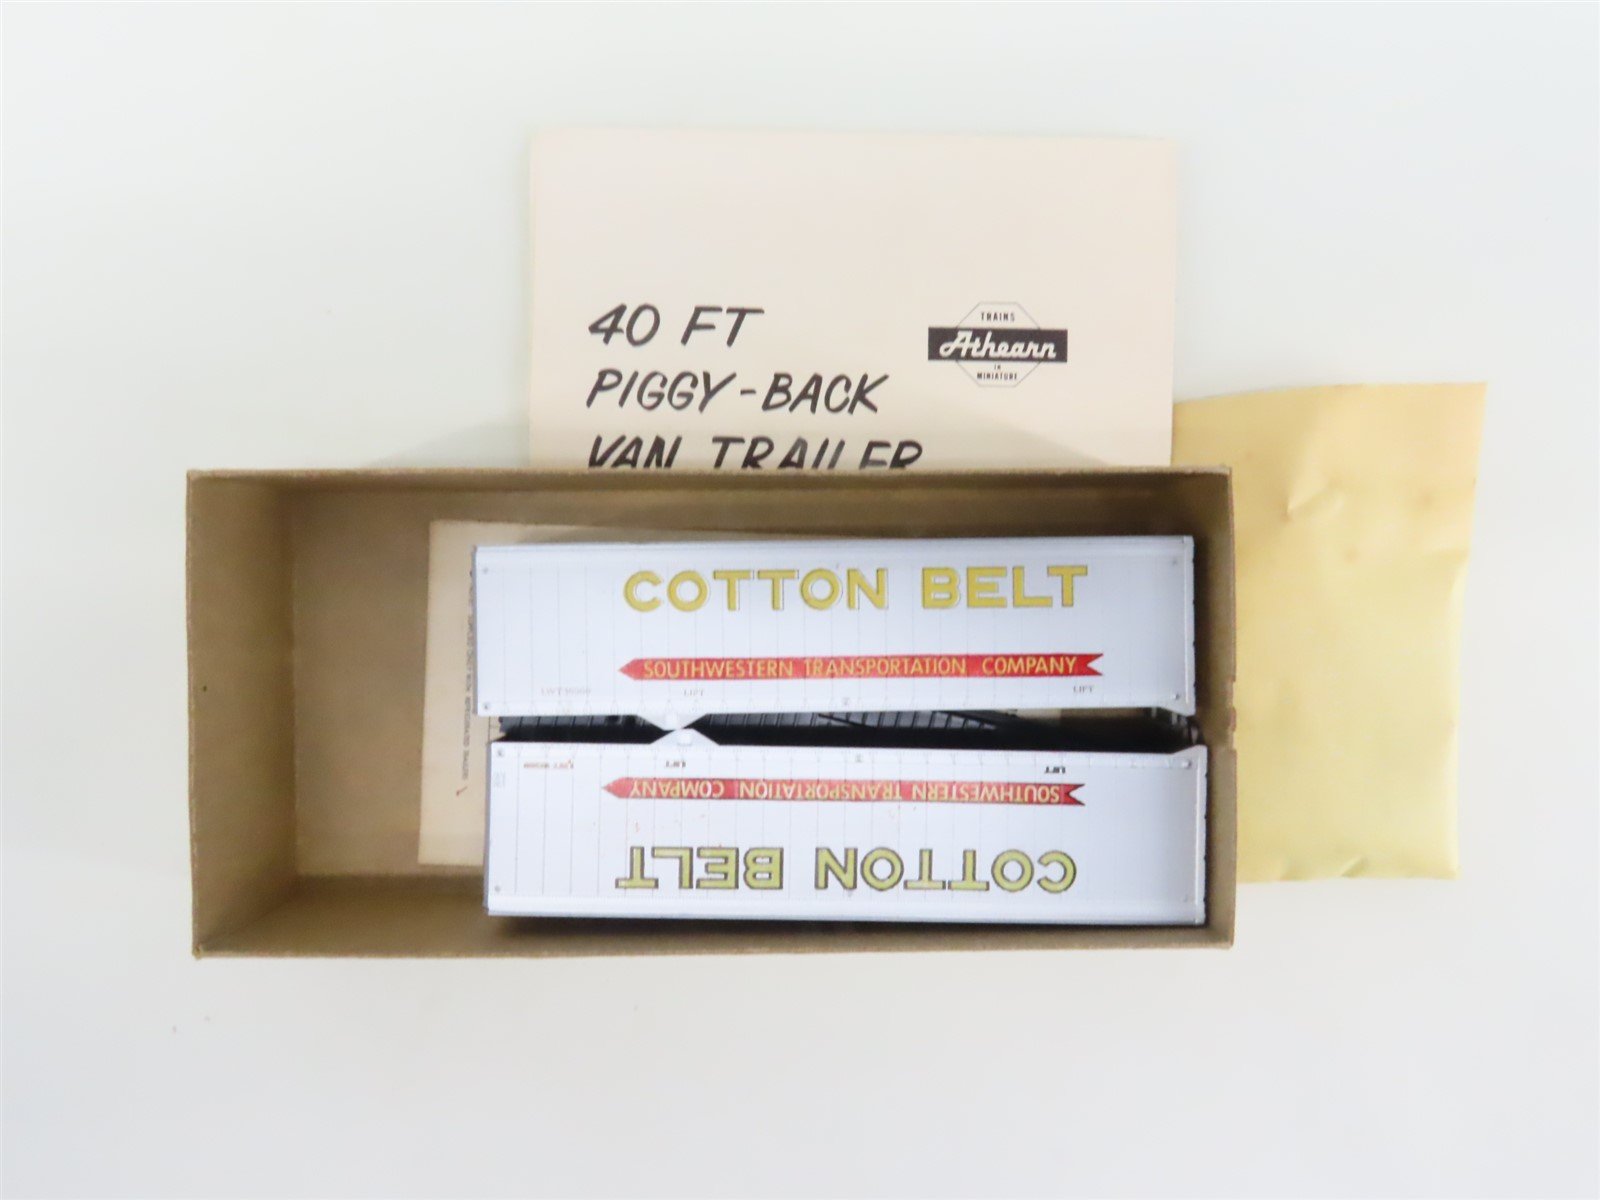 40 FT
PIGGY-BACK
VAN TRAILER
TRAINS
Athearn
IN
MINIATURE
COTTON BELT
SOUTHWESTERN TRANSPORTATION COMPANY
LIFT
LIFT
LIFT
LIFT
SOUTHWESTERN TRANSPORTATION COMPANY
COTTON BELT